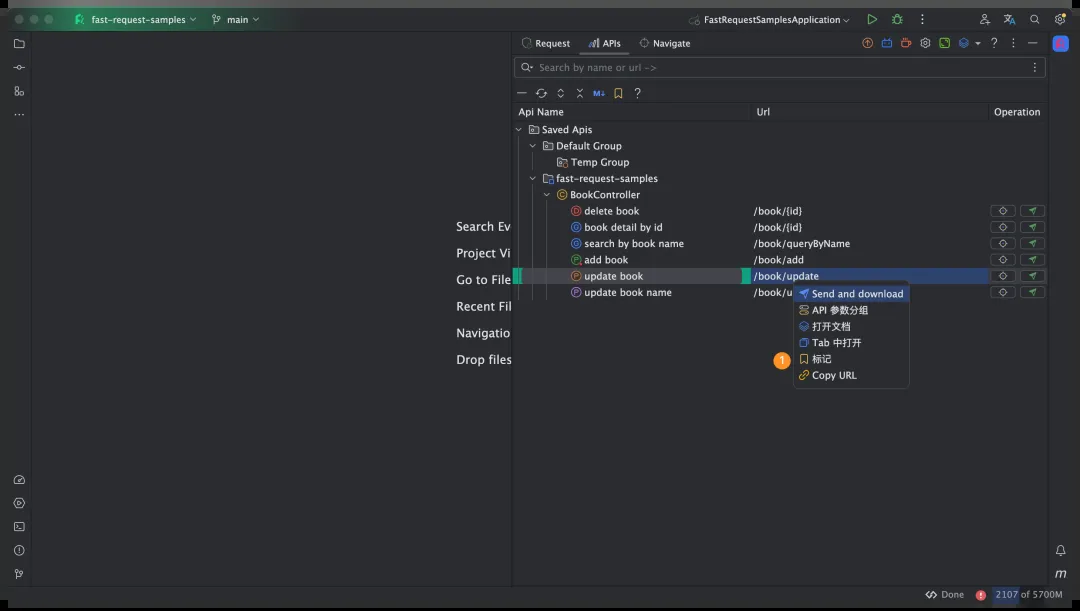 fast-request-samples
main
FastRequestSamplesApplication
Request
APIs
Navigate
Search by name or url ->
M↓
Api Name
Url
Operation
Saved Apis
Default Group
Temp Group
fast-request-samples
BookController
delete book
/book/{id}
book detail by id
/book/{id}
search by book name
/book/queryByName
add book
/book/add
update book
/book/update
update book name
/book/u
Search Ev
Project Vi
Go to File
Recent Fil
Navigatio
Drop files
Send and download
API 参数分组
打开文档
Tab 中打开
1
标记
Copy URL
m
Done
2107 of 5700M